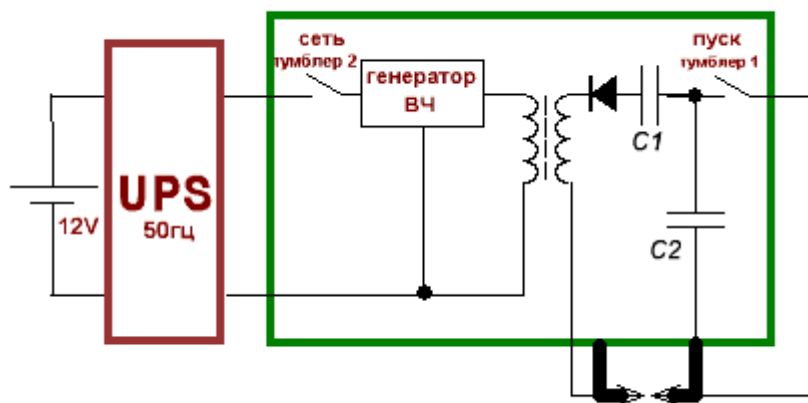 сеть
тумблер 2
генератор
ВЧ
пуск
тумблер 1
C1
12V
UPS
50гц
C2